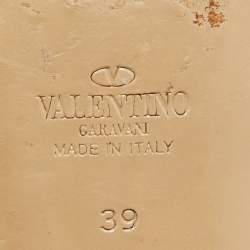 VALENTINO
GARAVANI
MADE IN ITALY
39